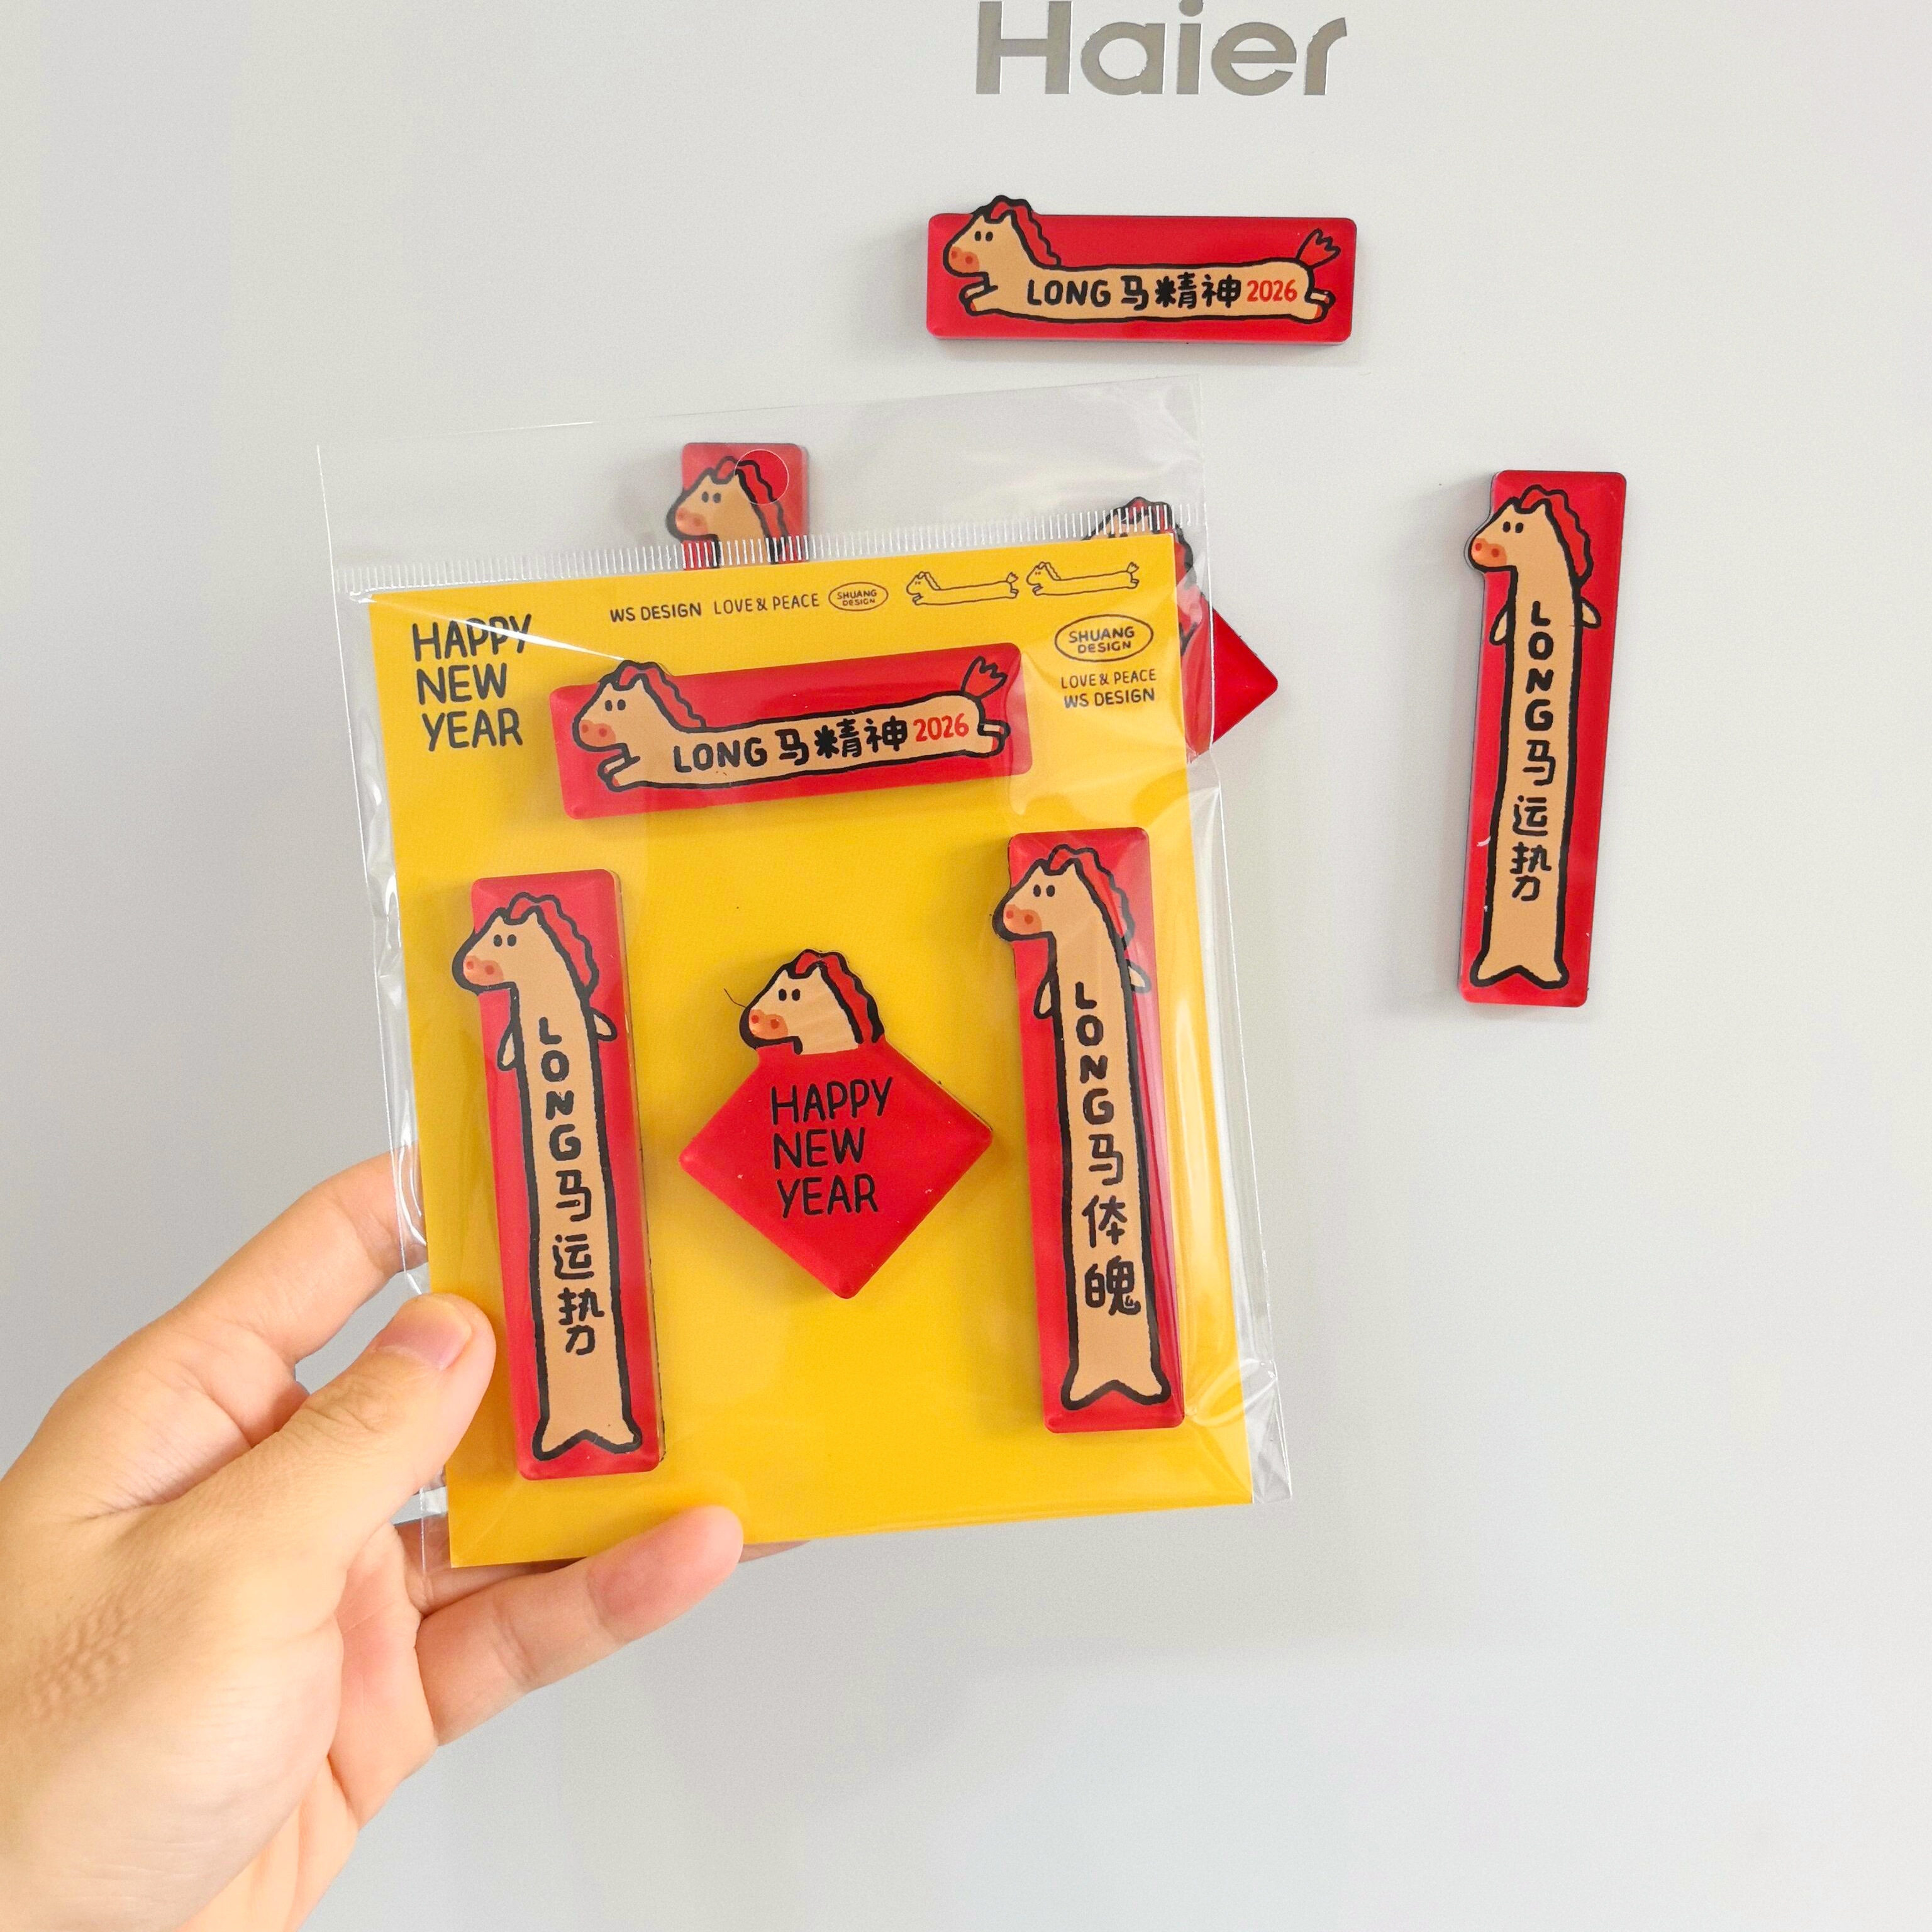 Haier
LONG马精神2026
LONG马运势
WS DESIGN LOVE & PEACE SHUANG DESIGN
HAPPY
NEW
YEAR
SHUANG
DESIGN
LOVE & PEACE
WS DESIGN
LONG马精神2026
LONG马运势
HAPPY
NEW
YEAR
LONG马体魄